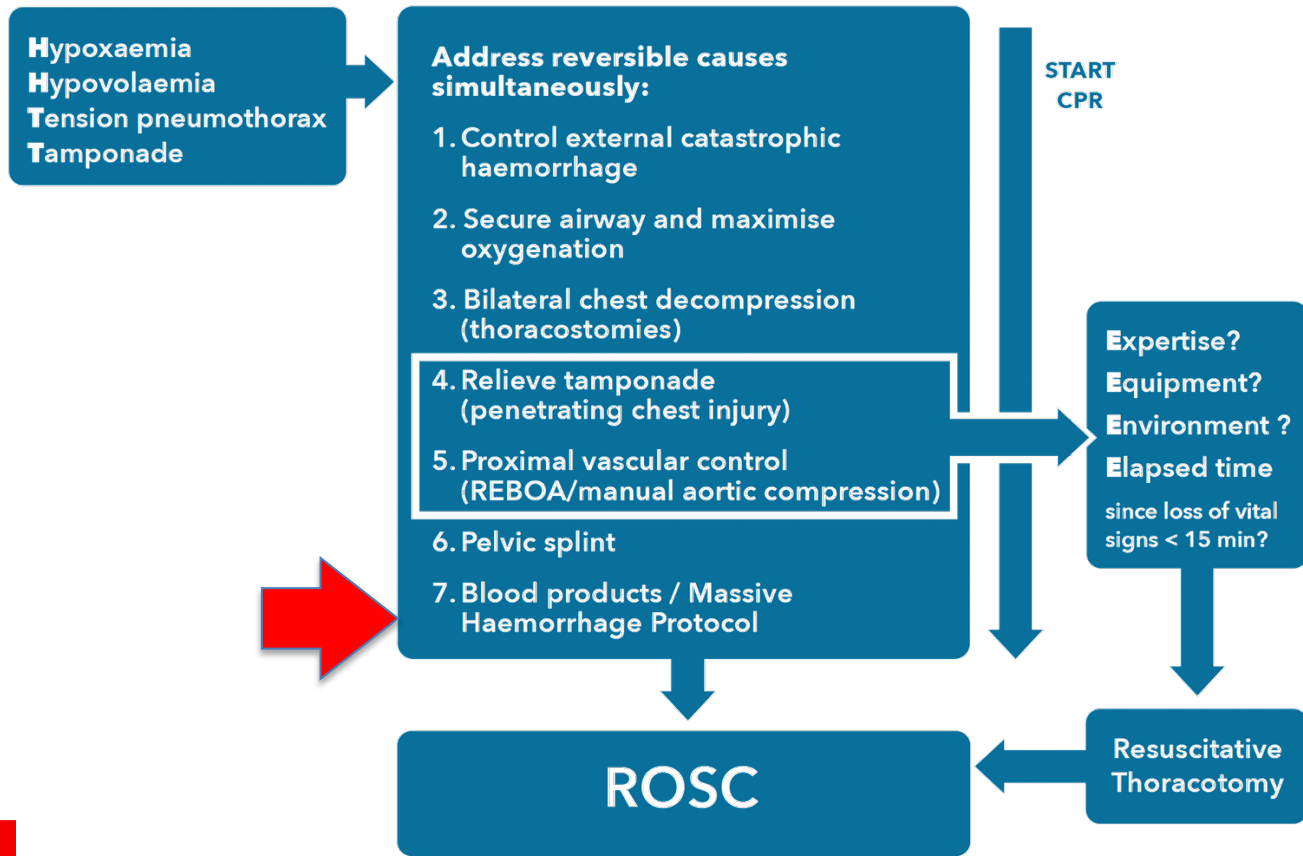 Hypoxaemia
Hypovolaemia
Tension pneumothorax
Tamponade
Address reversible causes
simultaneously:
1. Control external catastrophic
haemorrhage
2. Secure airway and maximise
oxygenation
3. Bilateral chest decompression
(thoracostomies)
4. Relieve tamponade
(penetrating chest injury)
5. Proximal vascular control
(REBOA/manual aortic compression)
6. Pelvic splint
7. Blood products / Massive
Haemorrhage Protocol
START
CPR
Expertise?
Equipment?
Environment ?
Elapsed time
since loss of vital
signs < 15 min?
Resuscitative
Thoracotomy
ROSC